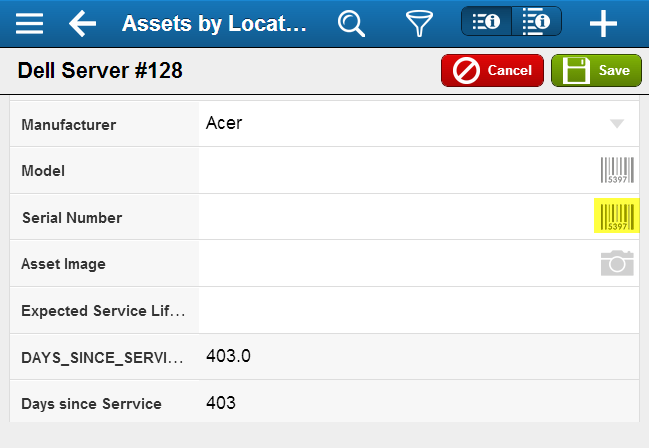 Assets by Locat...
Dell Server #128
Cancel
Save
Manufacturer
Acer
Model
5397
Serial Number
5397
Asset Image
Expected Service Lif...
DAYS_SINCE_SERVI...
403.0
Days since Serrvice
403